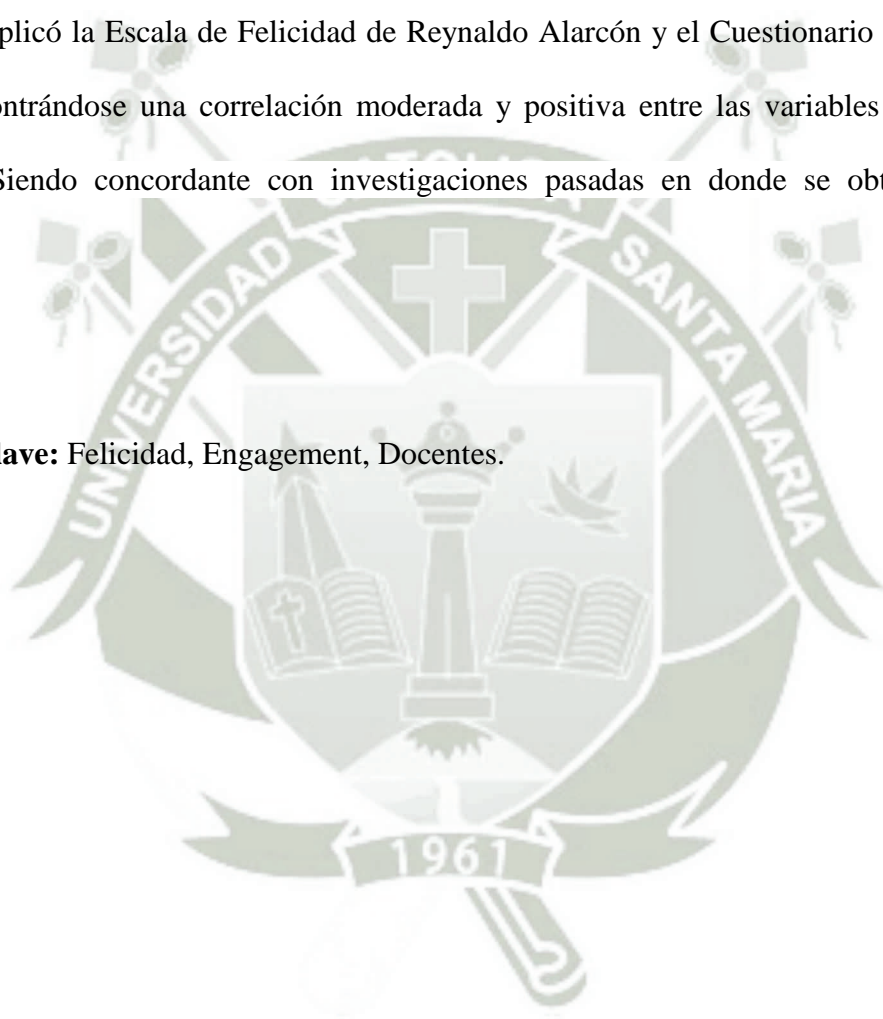 plicó la Escala de Felicidad de Reynaldo Alarcón y el Cuestionario
ontrándose una correlación moderada y positiva entre las variables
Siendo concordante con investigaciones pasadas en donde se obt
UNIVERSIDAD
SANTA MARIA
lave: Felicidad, Engagement, Docentes.
1961